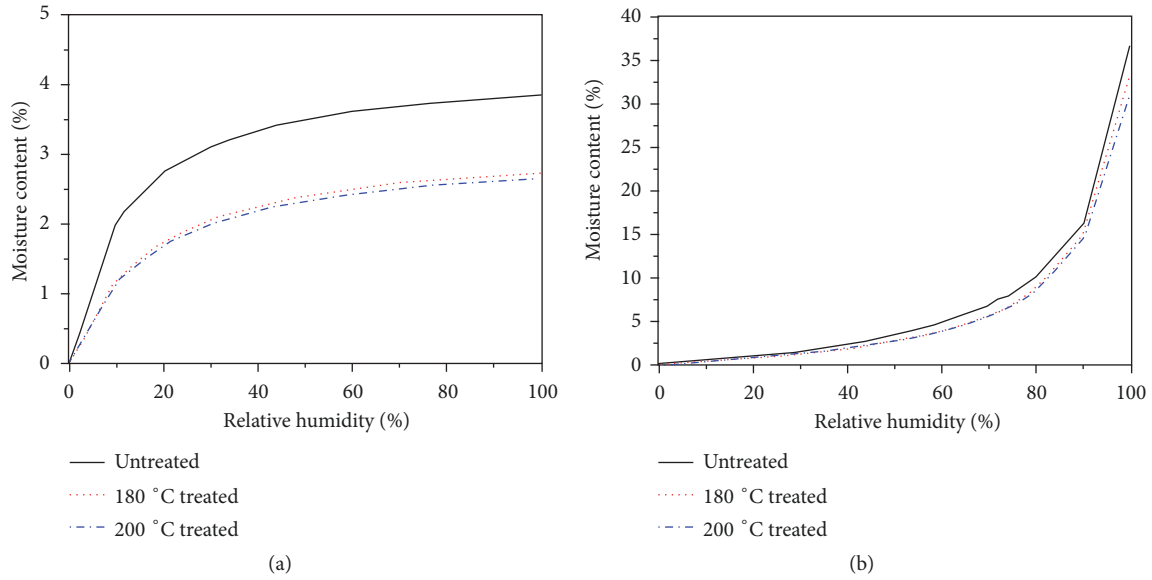 5
4
3
2
1
0
Moisture content (%)
0
20
40
60
80
100
Relative humidity (%)
Untreated
180 °C treated
200 °C treated
(a)
40
35
30
25
20
15
10
5
0
Moisture content (%)
0
20
40
60
80
100
Relative humidity (%)
Untreated
180 °C treated
200 °C treated
(b)